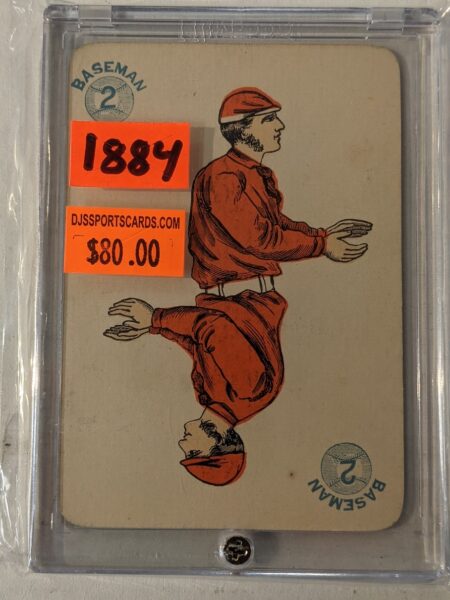 BASEMAN
2
1884
DJSSPORTSCARDS.COM
$80.00
2
BASEMAN